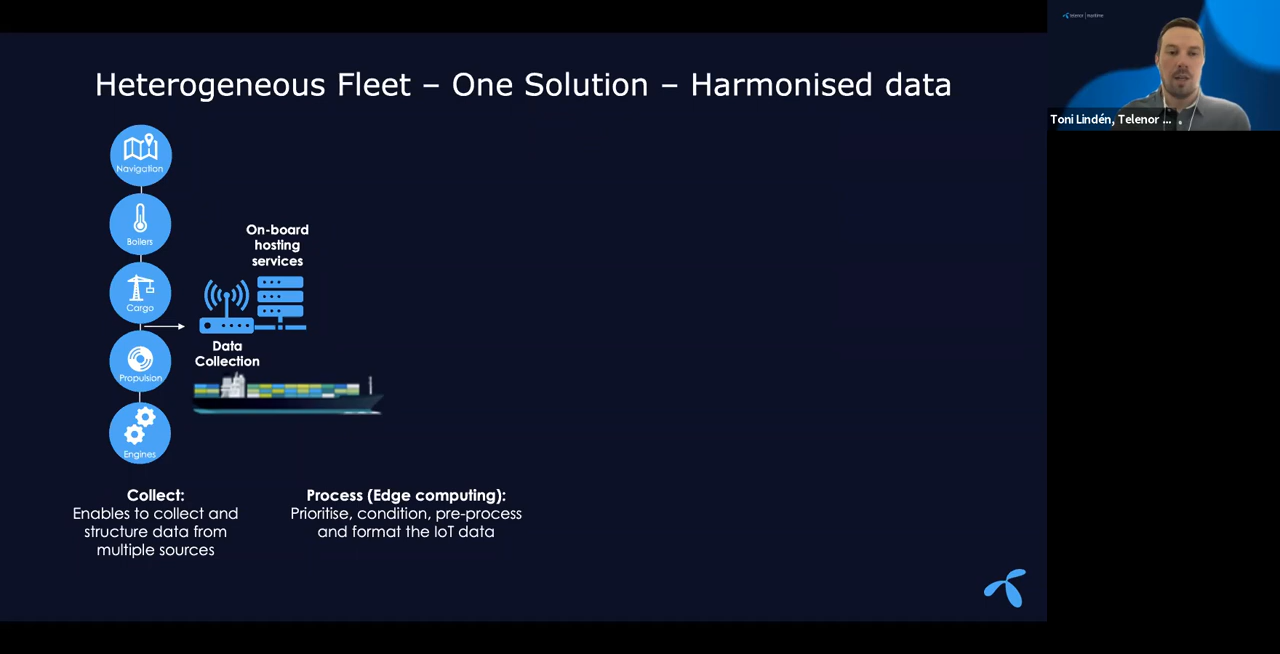 telenor | maritime
Toni Lindén, Telenor ...
Heterogeneous Fleet – One Solution – Harmonised data
Navigation
Boilers
Cargo
Propulsion
Engines
On-board
hosting
services
Data
Collection
Collect:
Enables to collect and
structure data from
multiple sources
Process (Edge computing):
Prioritise, condition, pre-process
and format the IoT data